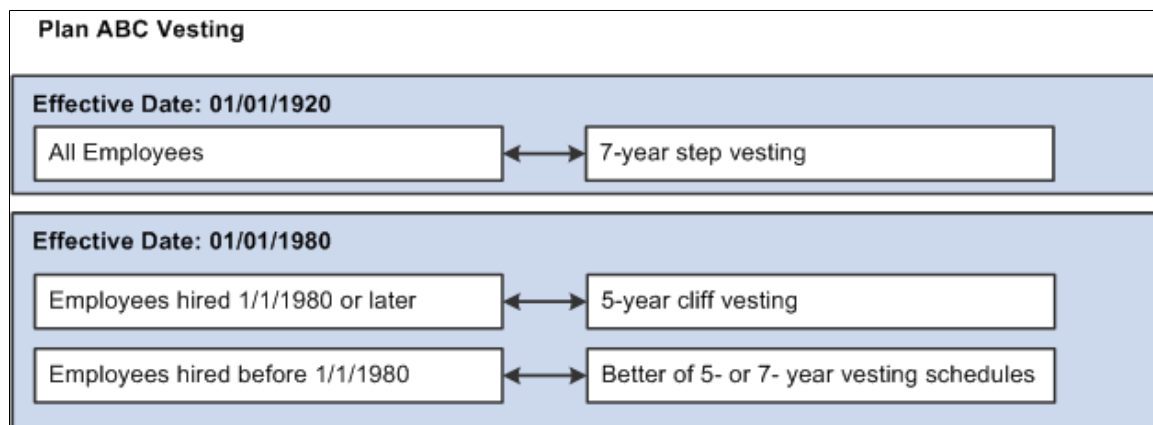 Plan ABC Vesting
Effective Date: 01/01/1920
All Employees
7-year step vesting
Effective Date: 01/01/1980
Employees hired 1/1/1980 or later
5-year cliff vesting
Employees hired before 1/1/1980
Better of 5- or 7- year vesting schedules